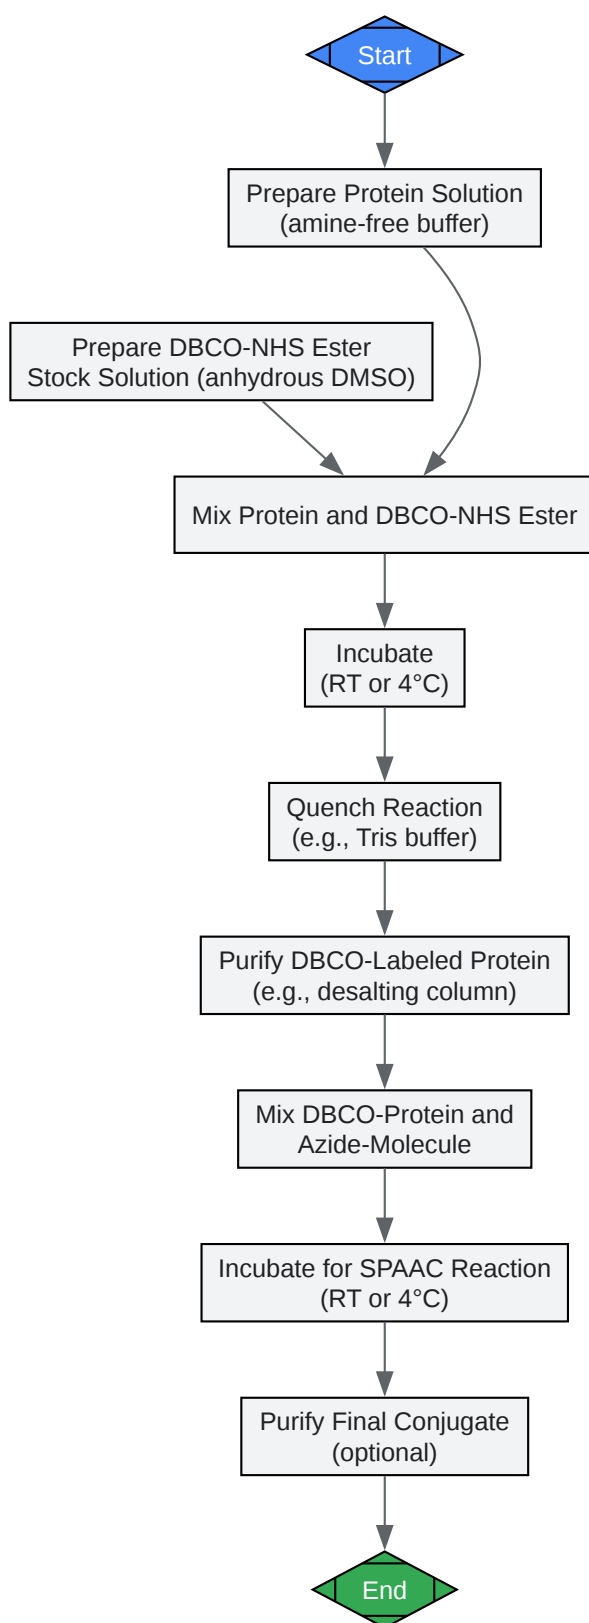 Start
Prepare Protein Solution
(amine-free buffer)
Prepare DBCO-NHS Ester
Stock Solution (anhydrous DMSO)
Mix Protein and DBCO-NHS Ester
Incubate
(RT or 4°C)
Quench Reaction
(e.g., Tris buffer)
Purify DBCO-Labeled Protein
(e.g., desalting column)
Mix DBCO-Protein and
Azide-Molecule
Incubate for SPAAC Reaction
(RT or 4°C)
Purify Final Conjugate
(optional)
End